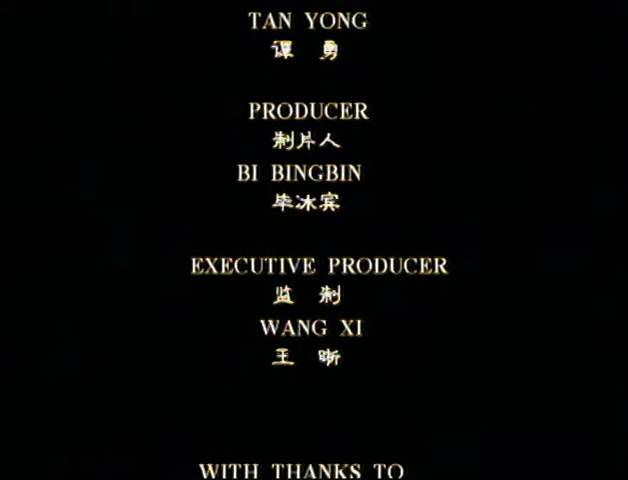 TAN YONG
谭 勇
PRODUCER
制片人
BI BINGBIN
毕冰宾
EXECUTIVE PRODUCER
监 制
WANG XI
王 晰
WITH THANKS TO